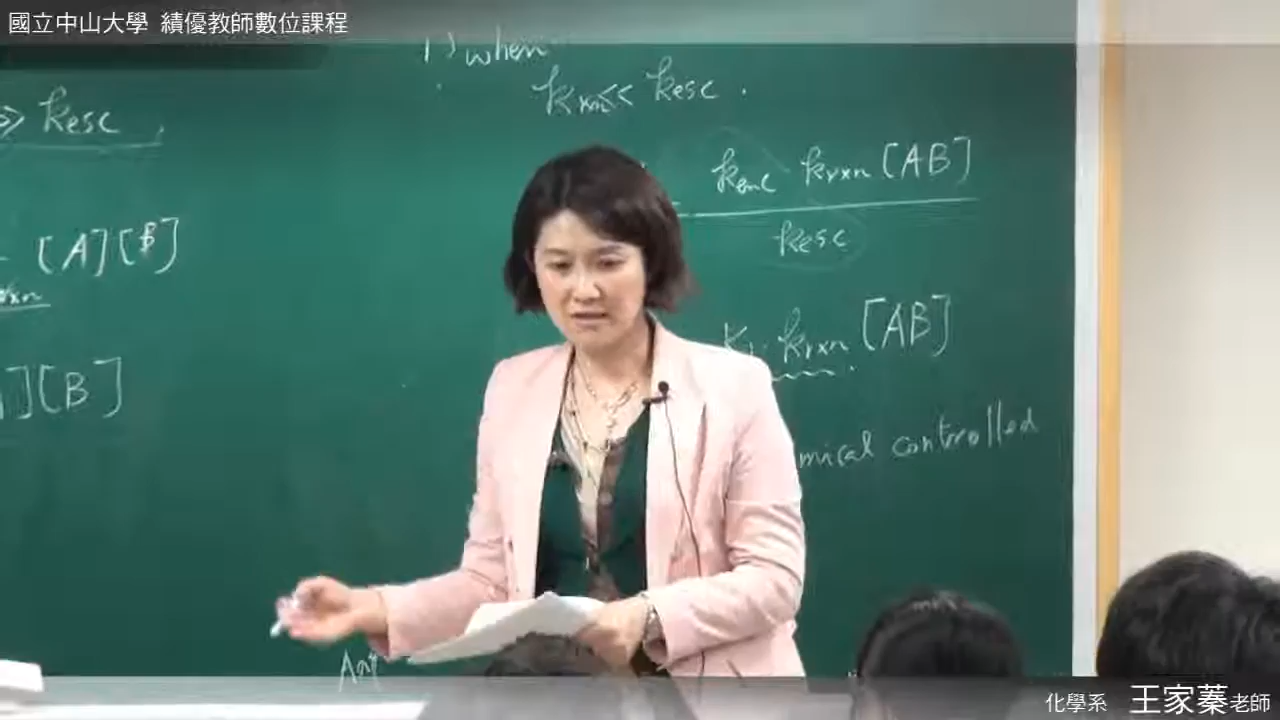 國立中山大學 績優教師數位課程
1) when
krxn << kesc .
>> kesc
kenc krxn [AB]
kesc
[A][B]
rxn
K1 · krxn [AB]
][B]
mical controlled
化學系 王家蓁老師